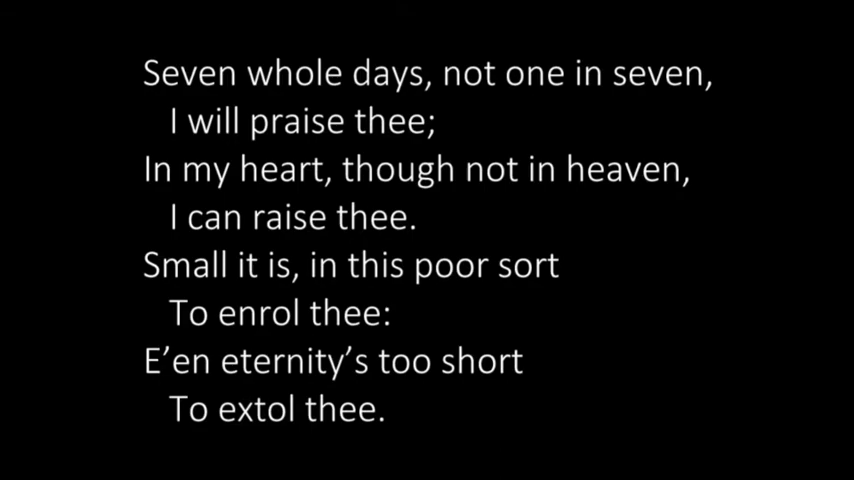 Seven whole days, not one in seven,
I will praise thee;
In my heart, though not in heaven,
I can raise thee.
Small it is, in this poor sort
To enrol thee:
E’en eternity’s too short
To extol thee.